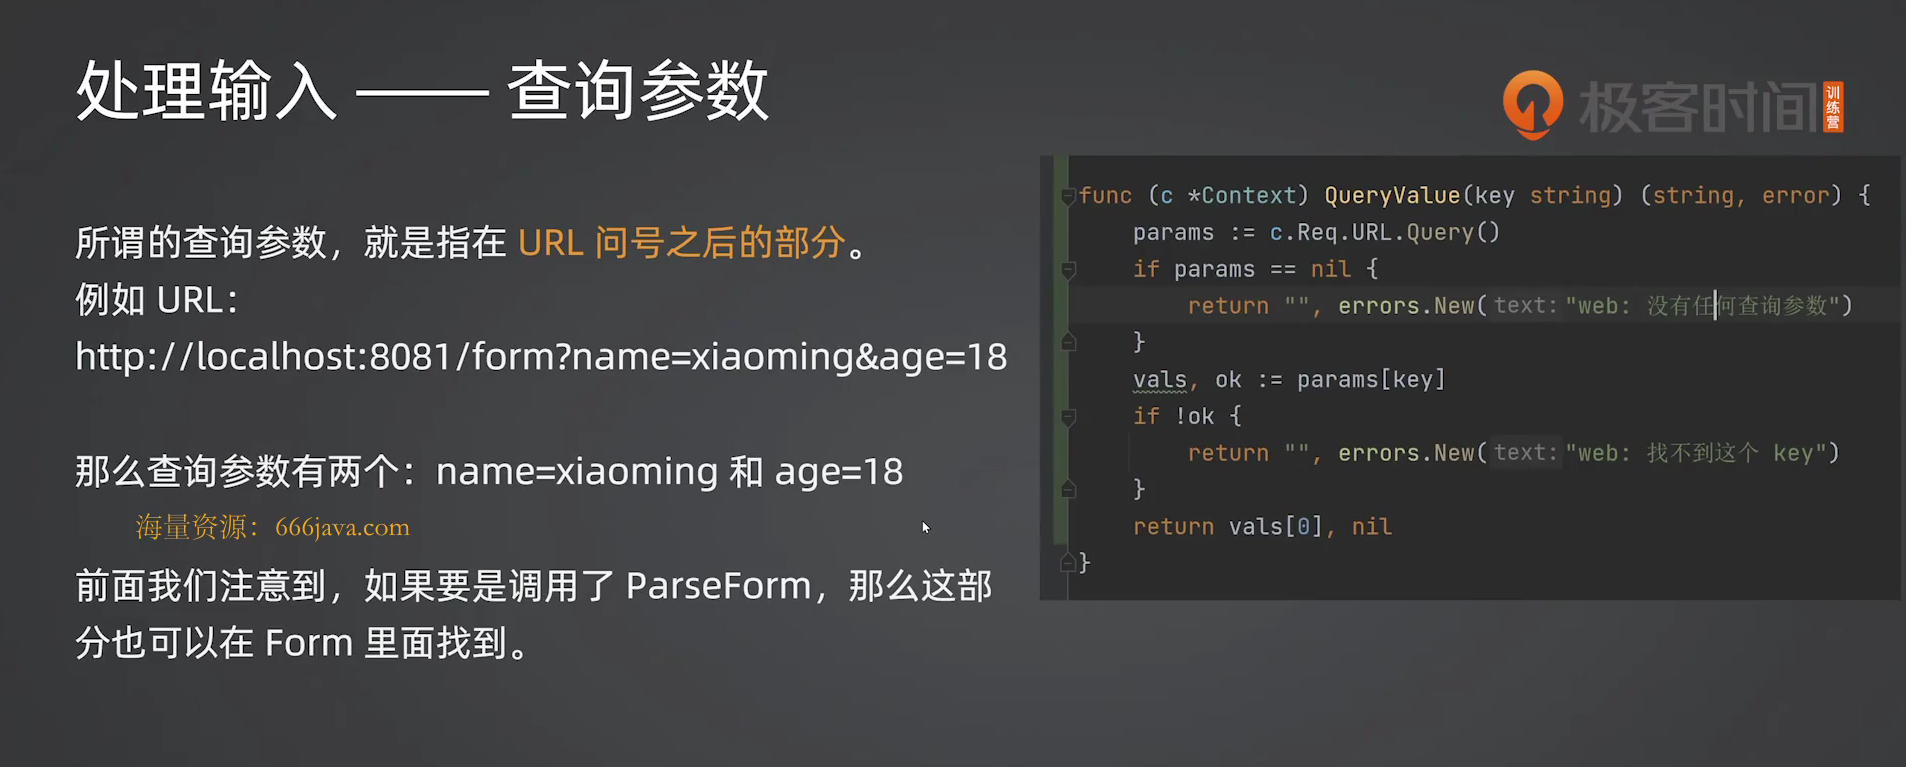 处理输入 —— 查询参数
极客时间
训练营
所谓的查询参数，就是指在 URL 问号之后的部分。
例如 URL：
http://localhost:8081/form?name=xiaoming&age=18
那么查询参数有两个：name=xiaoming 和 age=18
海量资源：666java.com
前面我们注意到，如果要是调用了 ParseForm，那么这部
分也可以在 Form 里面找到。
func (c *Context) QueryValue(key string) (string, error) {
params := c.Req.URL.Query()
if params == nil {
return "", errors.New( text: "web: 没有任何查询参数")
}
vals, ok := params[key]
if !ok {
return "", errors.New( text: "web: 找不到这个 key")
}
return vals[0], nil
}